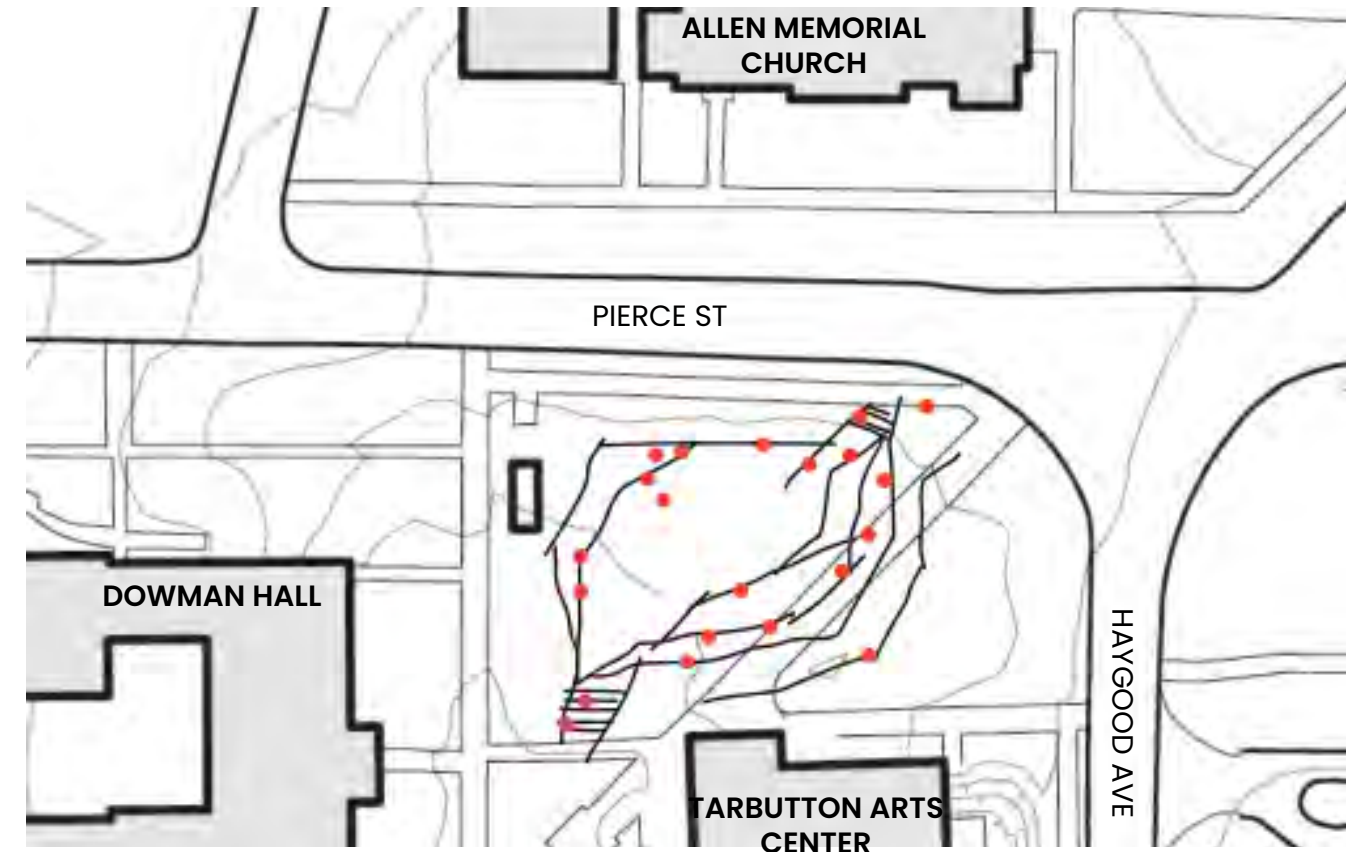 ALLEN MEMORIAL
CHURCH
PIERCE ST
DOWMAN HALL
HAYGOOD AVE
TARBUTTON ARTS
CENTER